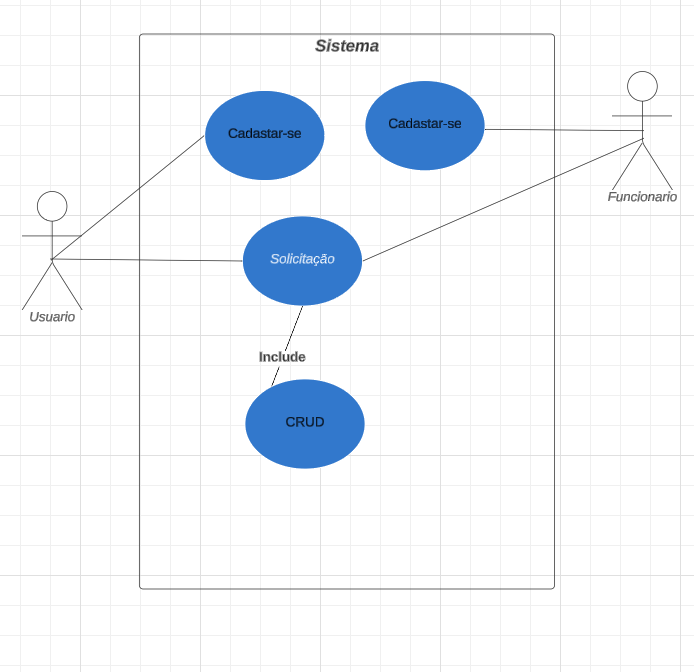 Sistema
Cadastar-se
Cadastar-se
Funcionario
Solicitação
Usuario
Include
CRUD